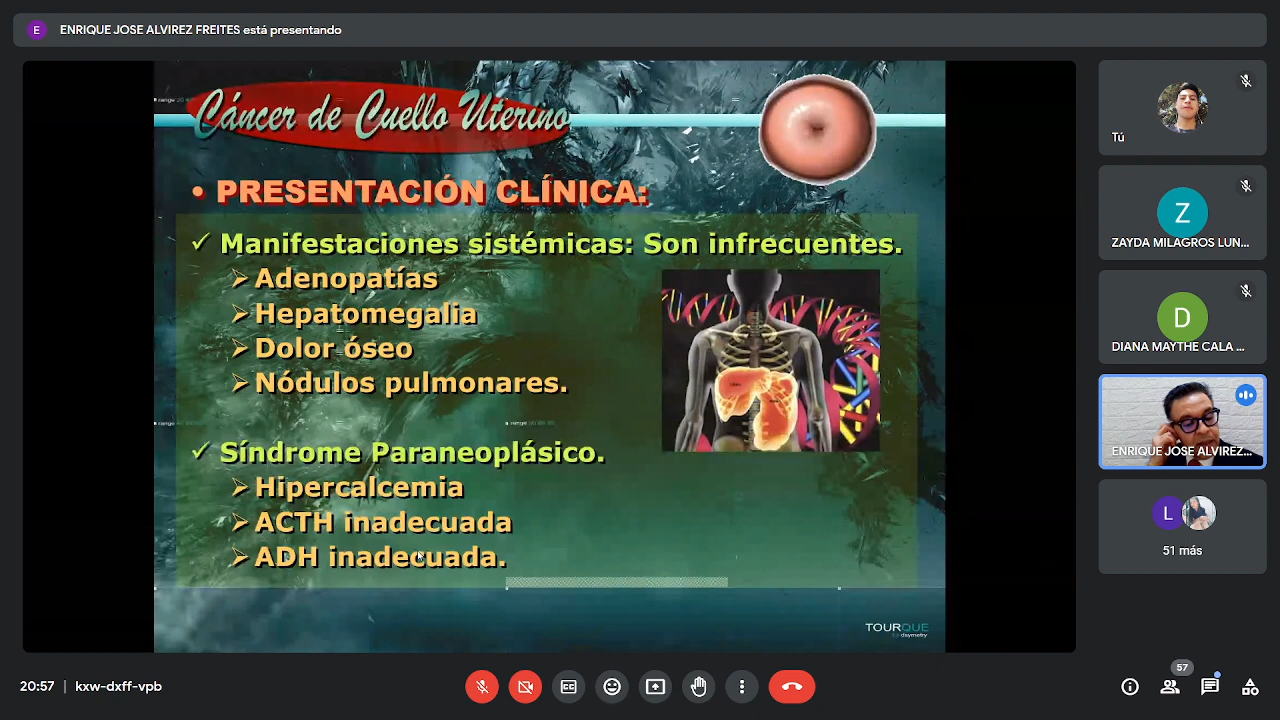 E
ENRIQUE JOSE ALVIREZ FREITES está presentando
Cáncer de Cuello Uterino
• PRESENTACIÓN CLÍNICA:
✓ Manifestaciones sistémicas: Son infrecuentes.
➢ Adenopatías
➢ Hepatomegalia
➢ Dolor óseo
➢ Nódulos pulmonares.
✓ Síndrome Paraneoplásico.
➢ Hipercalcemia
➢ ACTH inadecuada
➢ ADH inadecuada.
TOURQUE
Tú
Z
ZAYDA MILAGROS LUN...
D
DIANA MAYTHE CALA ...
ENRIQUE JOSE ALVIREZ...
L
51 más
20:57 | kxw-dxff-vpb
57